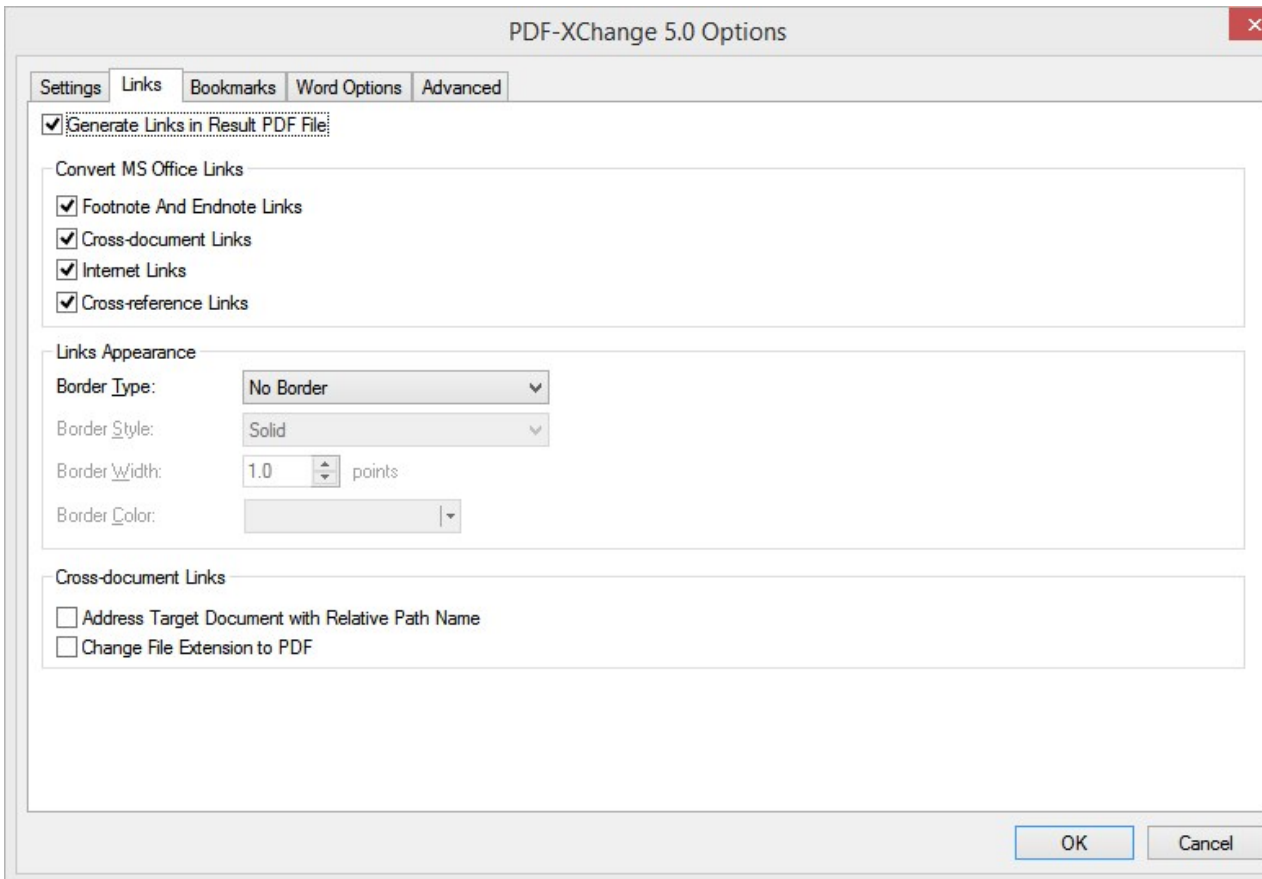 PDF-XChange 5.0 Options
Settings Links Bookmarks Word Options Advanced
Generate Links in Result PDF File
Convert MS Office Links
Footnote And Endnote Links
Cross-document Links
Internet Links
Cross-reference Links
Links Appearance
Border Type: No Border
Border Style: Solid
Border Width: 1.0 points
Border Color:
Cross-document Links
Address Target Document with Relative Path Name
Change File Extension to PDF
OK Cancel